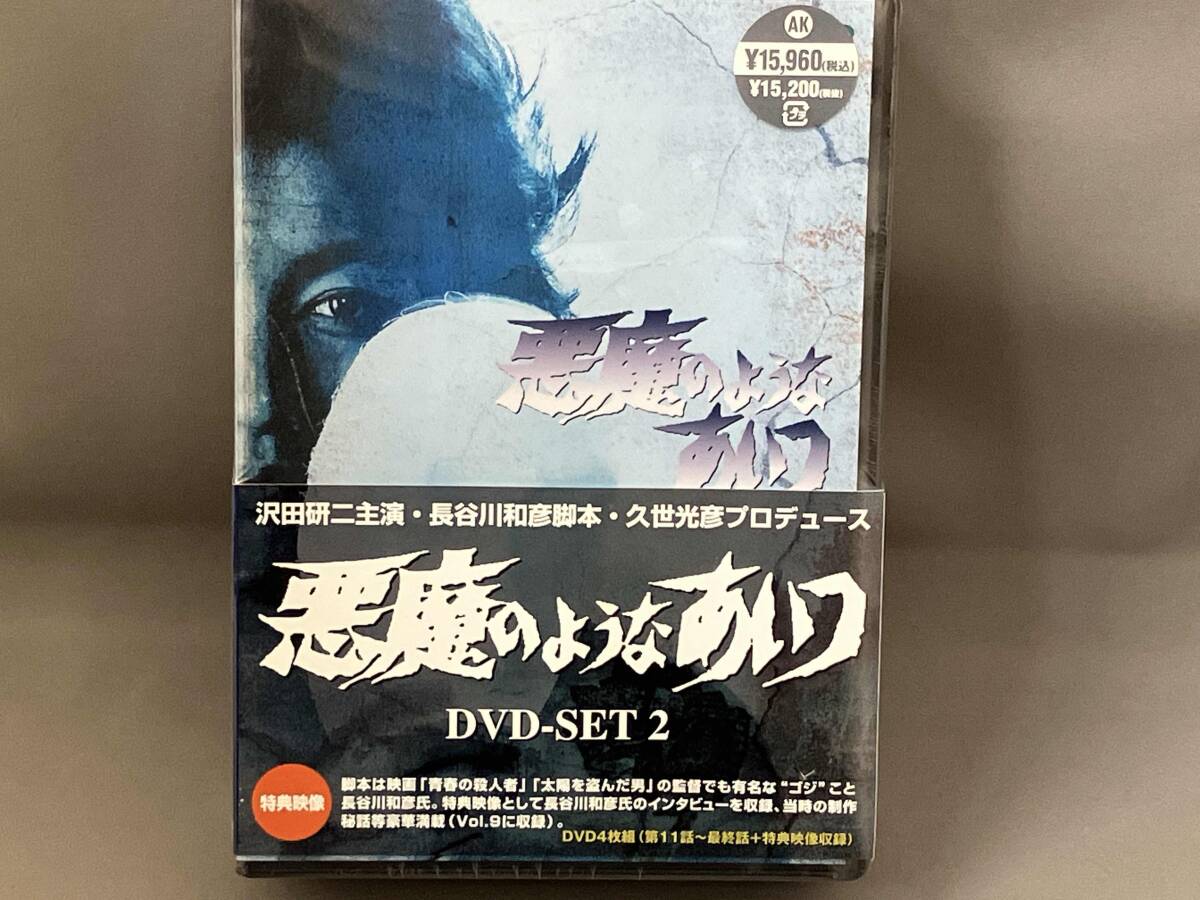 AK
¥15,960(税込)
¥15,200(税抜)
悪魔のような
あいつ
沢田研二主演・長谷川和彦脚本・久世光彦プロデュース
悪魔のようなあいつ
DVD-SET 2
特典映像
脚本は映画「青春の殺人者」「太陽を盗んだ男」の監督でも有名な“ゴジ”こと
長谷川和彦氏。特典映像として長谷川和彦氏のインタビューを収録、当時の制作
秘話等豪華満載（Vol.9に収録）。
DVD4枚組（第11話～最終話+特典映像収録）